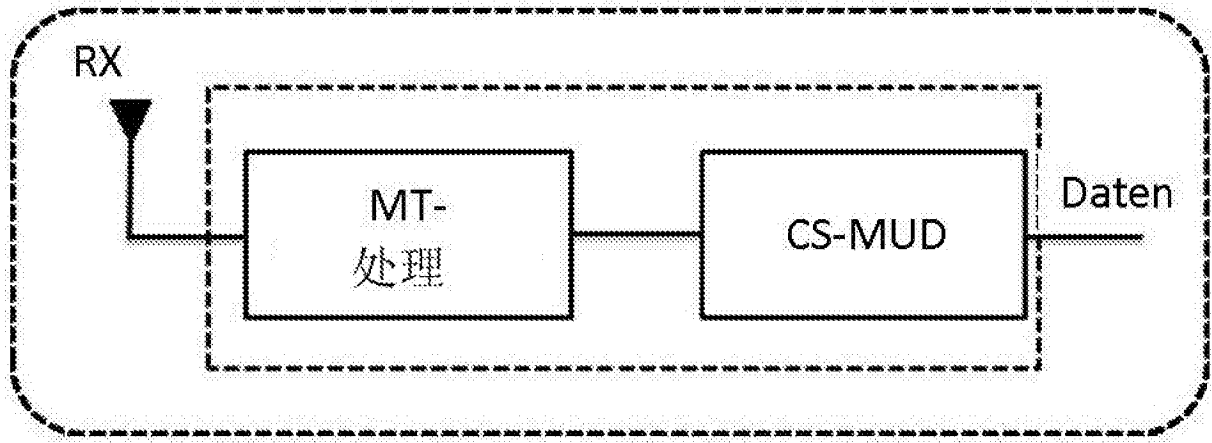 RX
MT-
处理
CS-MUD
Daten